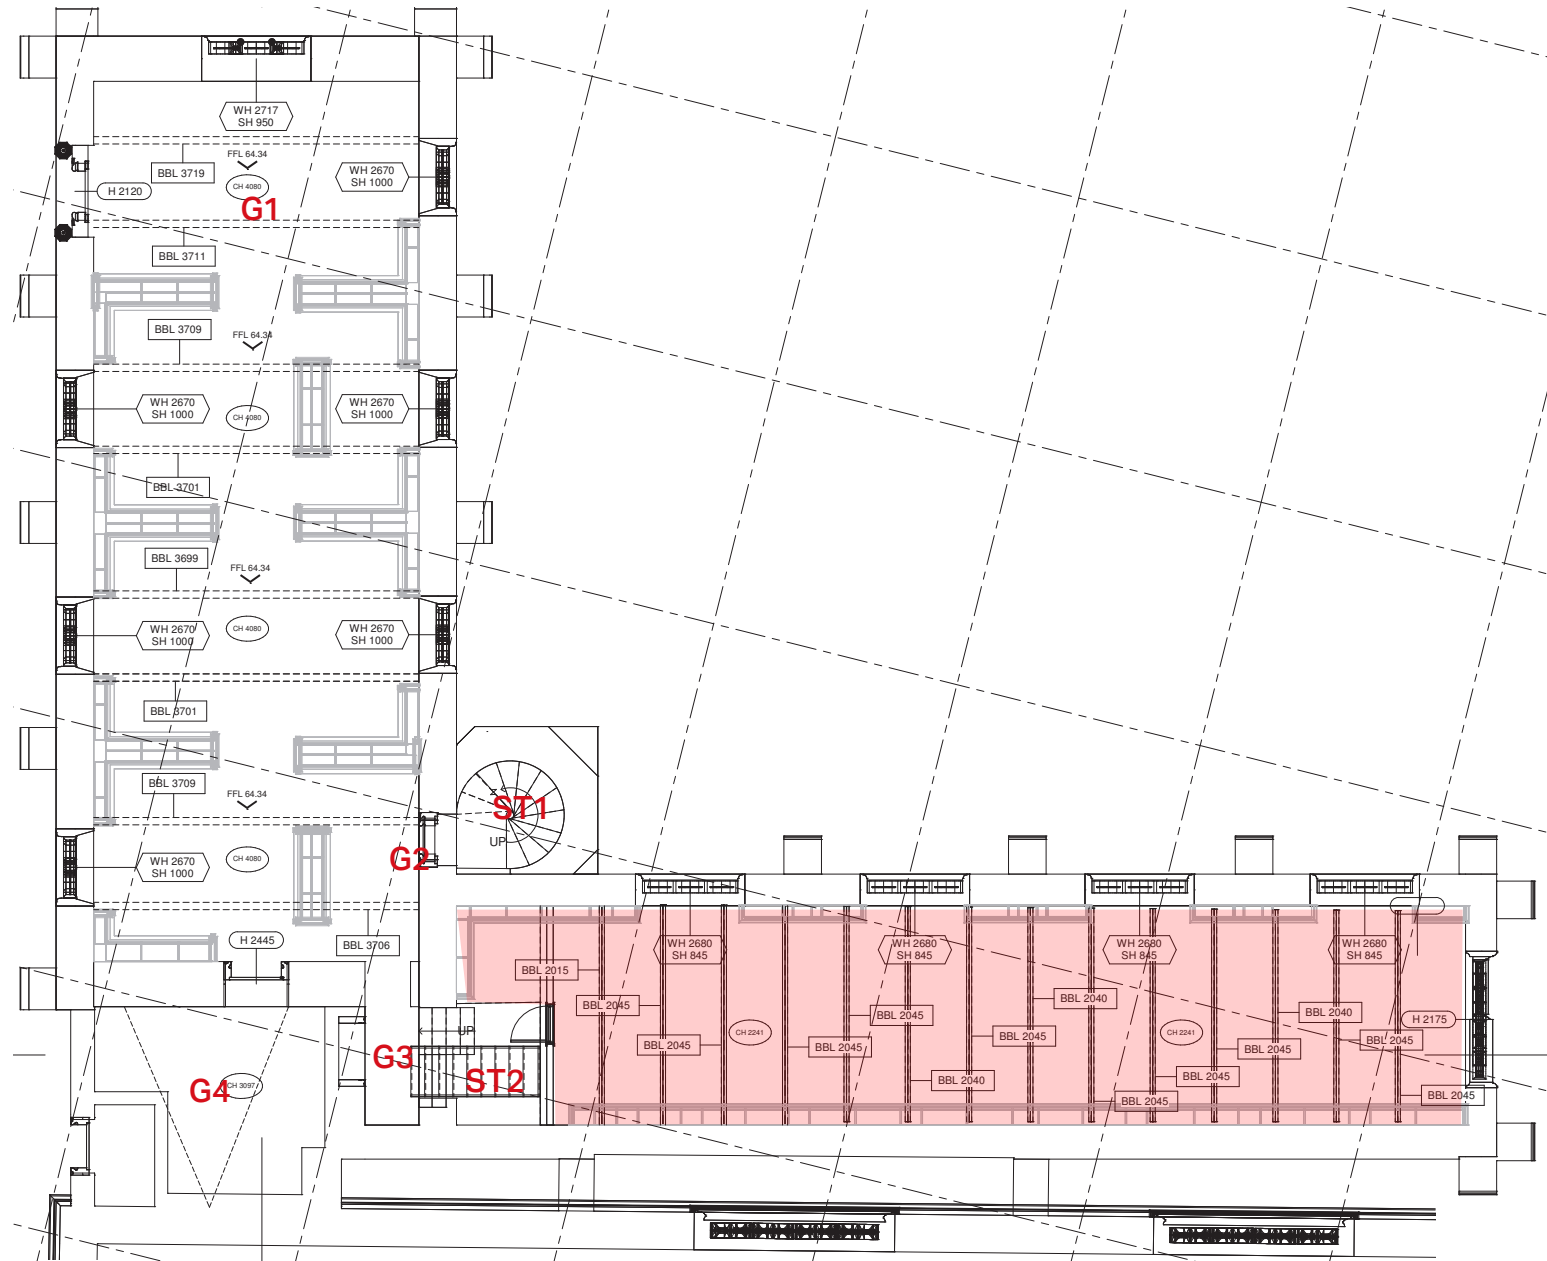 WH 2717
SH 950
FFL 64.34
BBL 3719
CH 4080
WH 2670
SH 1000
H 2120
G1
BBL 3711
BBL 3709
FFL 64.34
WH 2670
SH 1000
CH 4080
WH 2670
SH 1000
BBL 3701
BBL 3699
FFL 64.34
WH 2670
SH 1000
CH 4080
WH 2670
SH 1000
BBL 3701
BBL 3709
FFL 64.34
ST1
UP
WH 2670
SH 1000
CH 4080
G2
H 2445
BBL 3706
WH 2680
SH 845
WH 2680
SH 845
WH 2680
SH 845
WH 2680
SH 845
BBL 2015
BBL 2045
BBL 2040
BBL 2045
BBL 2040
H 2175
UP
BBL 2045
CH 2241
BBL 2045
BBL 2045
CH 2241
BBL 2045
BBL 2045
G3
G4
CH 3097
ST2
BBL 2040
BBL 2045
BBL 2045
BBL 2045